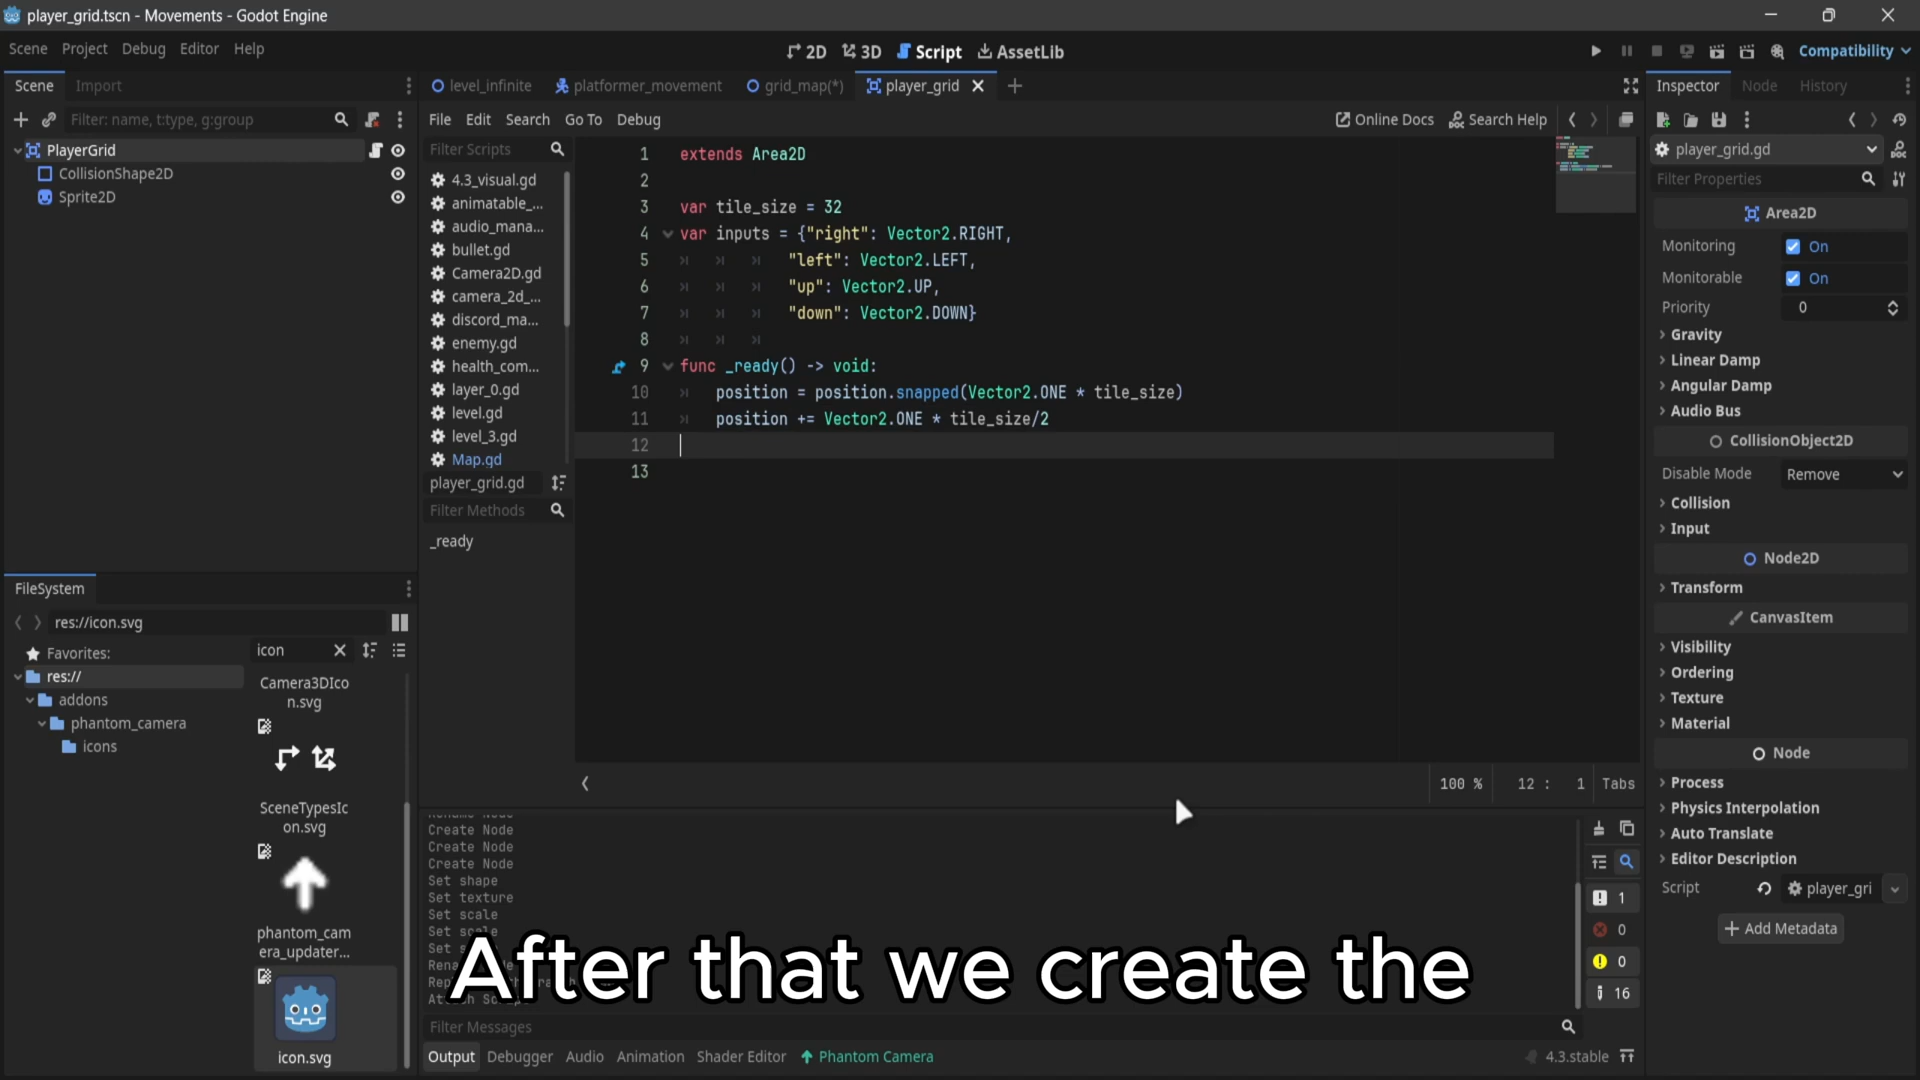 player_grid.tscn - Movements - Godot Engine
Scene Project Debug Editor Help
2D 3D Script AssetLib
Compatibility
Scene Import
Filter: name, t:type, g:group
PlayerGrid
CollisionShape2D
Sprite2D
level_infinite platformer_movement grid_map(*) player_grid
File Edit Search Go To Debug
Online Docs Search Help
Filter Scripts
4.3_visual.gd
animatable_...
audio_mana...
bullet.gd
Camera2D.gd
camera_2d_...
discord_ma...
enemy.gd
health_com...
layer_0.gd
level.gd
level_3.gd
Map.gd
player_grid.gd
Filter Methods
_ready
1 extends Area2D
2
3 var tile_size = 32
4 var inputs = {"right": Vector2.RIGHT,
5 "left": Vector2.LEFT,
6 "up": Vector2.UP,
7 "down": Vector2.DOWN}
8
9 func _ready() -> void:
10 position = position.snapped(Vector2.ONE * tile_size)
11 position += Vector2.ONE * tile_size/2
12
13
100 % 12 : 1 Tabs
FileSystem
res://icon.svg
Favorites:
res://
addons
phantom_camera
icons
icon
Camera3DIco
n.svg
SceneTypesIc
on.svg
phantom_cam
era_updater...
icon.svg
Create Node
Create Node
Create Node
Set shape
Set texture
Set scale
Set scale
After that we create the
Filter Messages
1
0
0
16
Output Debugger Audio Animation Shader Editor Phantom Camera
4.3.stable
Inspector Node History
player_grid.gd
Filter Properties
Area2D
Monitoring On
Monitorable On
Priority 0
Gravity
Linear Damp
Angular Damp
Audio Bus
CollisionObject2D
Disable Mode Remove
Collision
Input
Node2D
Transform
CanvasItem
Visibility
Ordering
Texture
Material
Node
Process
Physics Interpolation
Auto Translate
Editor Description
Script player_gri
Add Metadata